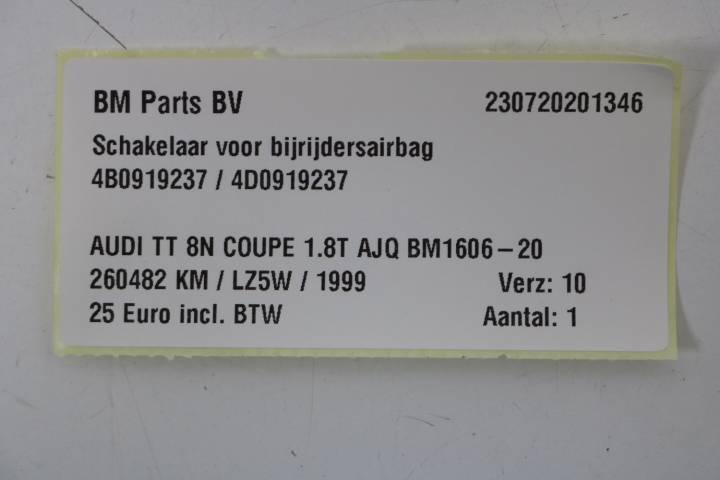 BM Parts BV 230720201346
Schakelaar voor bijrijdersairbag
4B0919237 / 4D0919237
AUDI TT 8N COUPE 1.8T AJQ BM1606-20
260482 KM / LZ5W / 1999 Verz: 10
25 Euro incl. BTW Aantal: 1